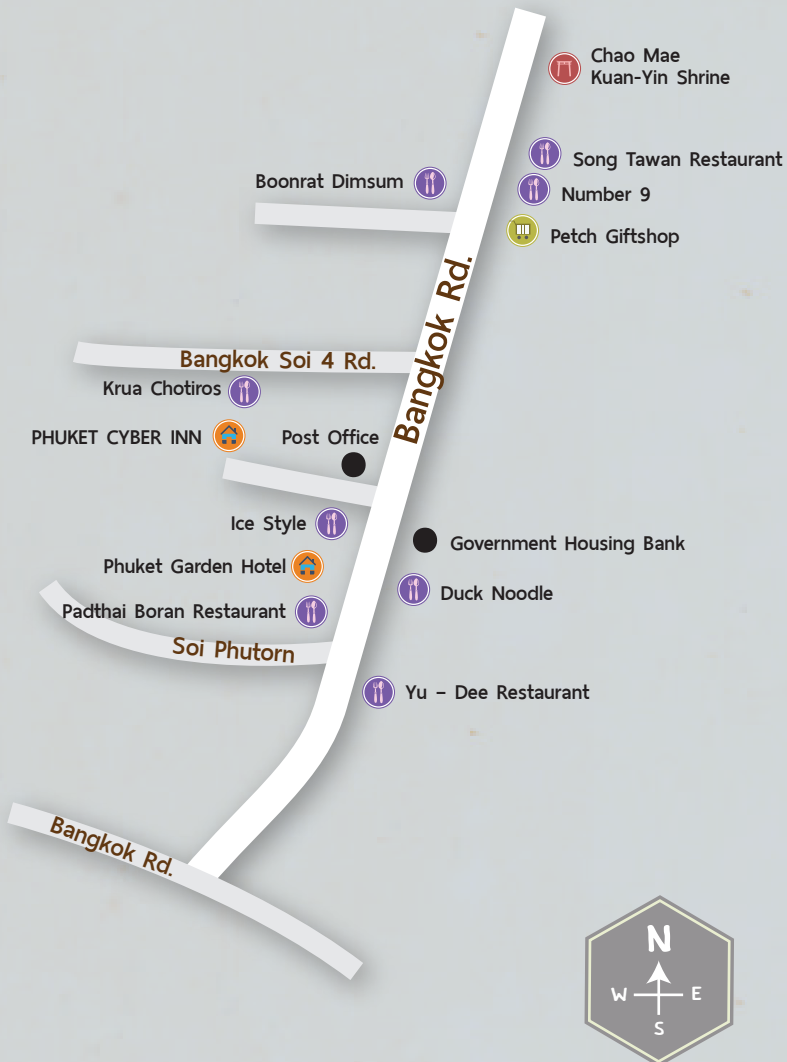 Chao Mae
Kuan-Yin Shrine
Song Tawan Restaurant
Boonrat Dimsum
Number 9
Petch Giftshop
Bangkok Rd.
Bangkok Soi 4 Rd.
Krua Chotiros
PHUKET CYBER INN
Post Office
Ice Style
Government Housing Bank
Phuket Garden Hotel
Duck Noodle
Padthai Boran Restaurant
Soi Phutorn
Yu – Dee Restaurant
Bangkok Rd.
N
W E
S